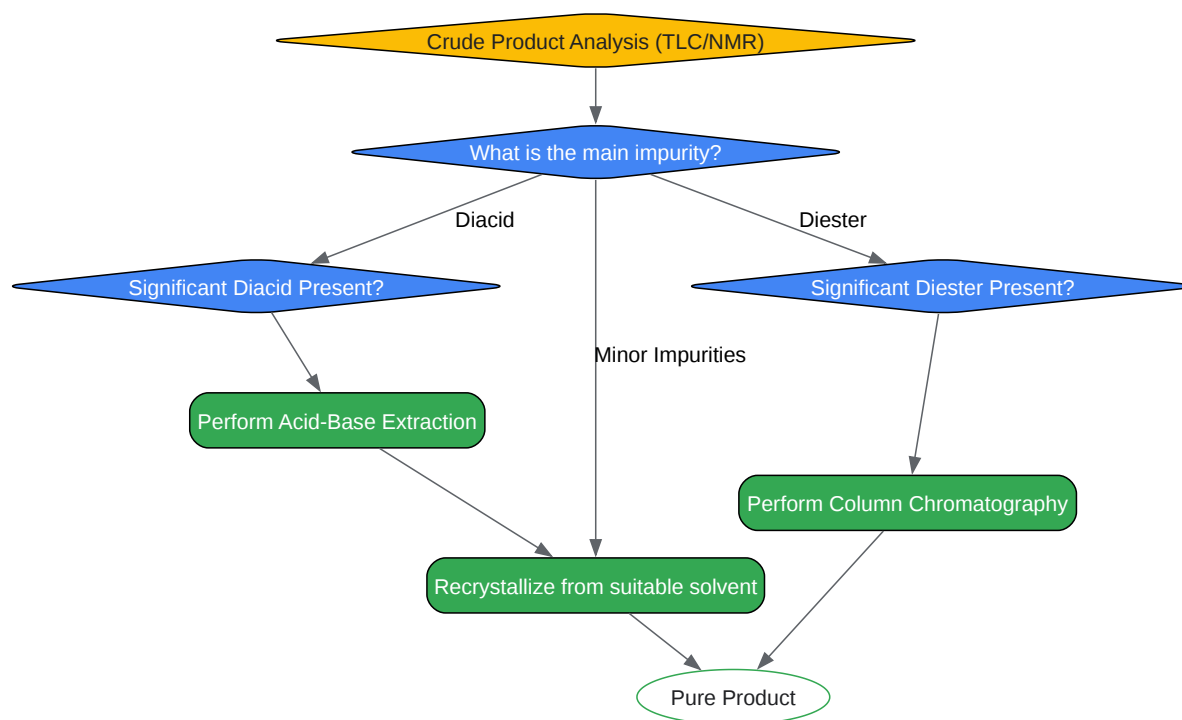 Crude Product Analysis (TLC/NMR)
What is the main impurity?
Diacid
Diester
Significant Diacid Present?
Significant Diester Present?
Minor Impurities
Perform Acid-Base Extraction
Perform Column Chromatography
Recrystallize from suitable solvent
Pure Product